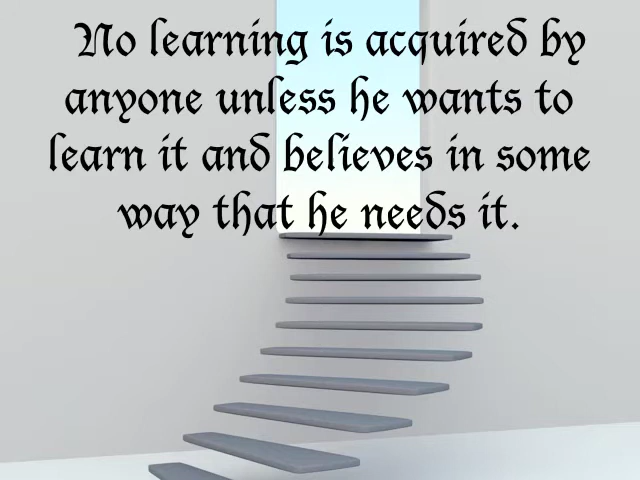 No learning is acquired by
anyone unless he wants to
learn it and believes in some
way that he needs it.